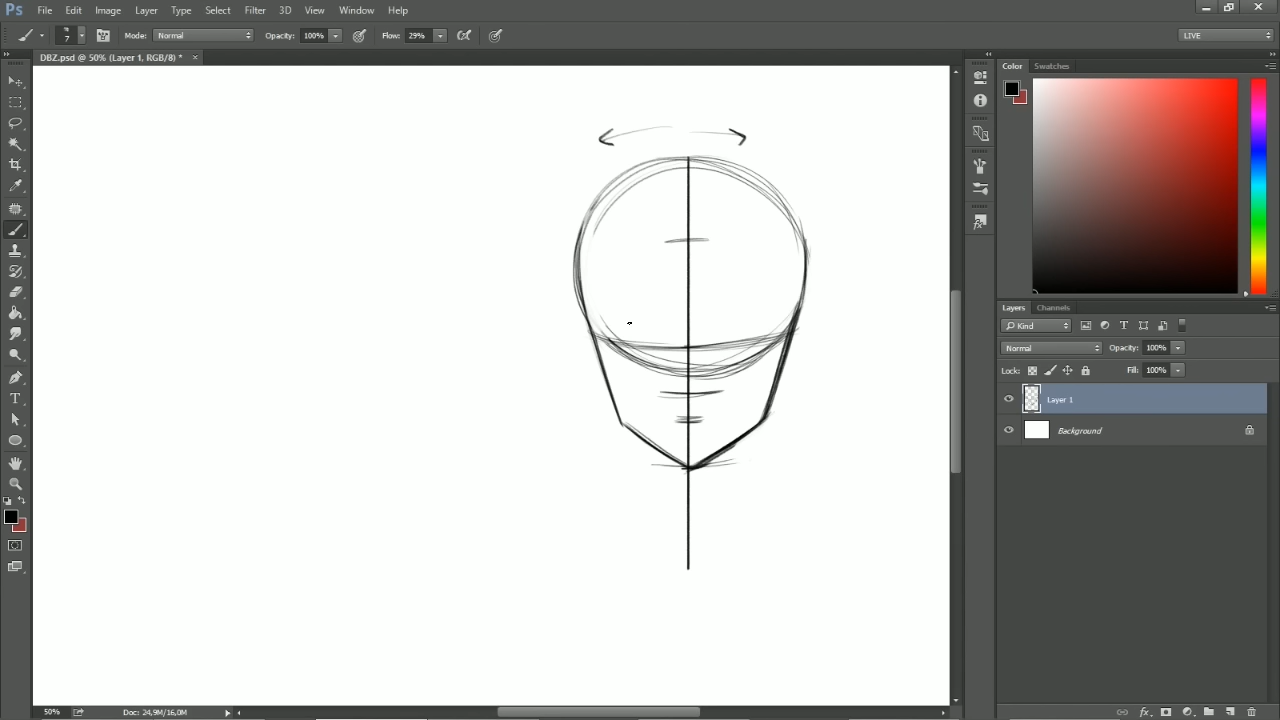 Ps File Edit Image Layer Type Select Filter 3D View Window Help
7 Mode: Normal Opacity: 100% Flow: 29% LIVE
DBZ.psd @ 50% (Layer 1, RGB/8) * ×
Color Swatches
Layers Channels
Kind
Normal Opacity: 100%
Lock: Fill: 100%
Layer 1
Background
50% Doc: 24,9M/16,0M